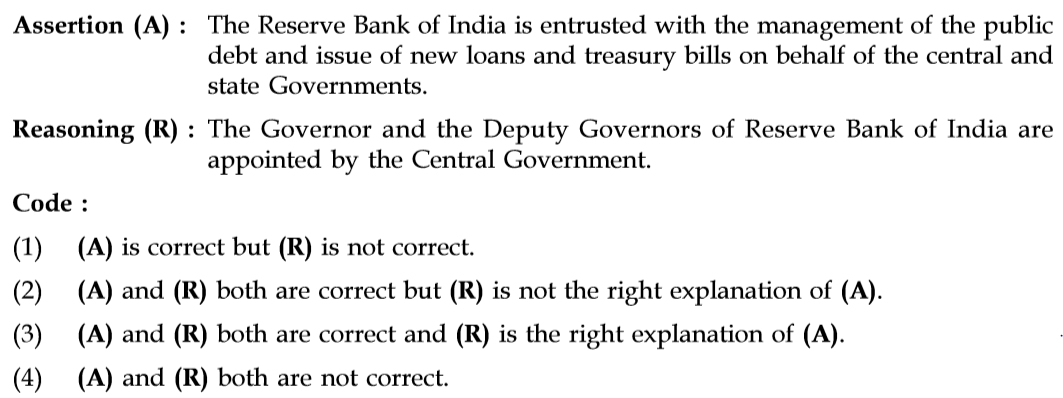 Assertion (A) : The Reserve Bank of India is entrusted with the management of the public
debt and issue of new loans and treasury bills on behalf of the central and
state Governments.
Reasoning (R) : The Governor and the Deputy Governors of Reserve Bank of India are
appointed by the Central Government.
Code :
(1) (A) is correct but (R) is not correct.
(2) (A) and (R) both are correct but (R) is not the right explanation of (A).
(3) (A) and (R) both are correct and (R) is the right explanation of (A).
(4) (A) and (R) both are not correct.